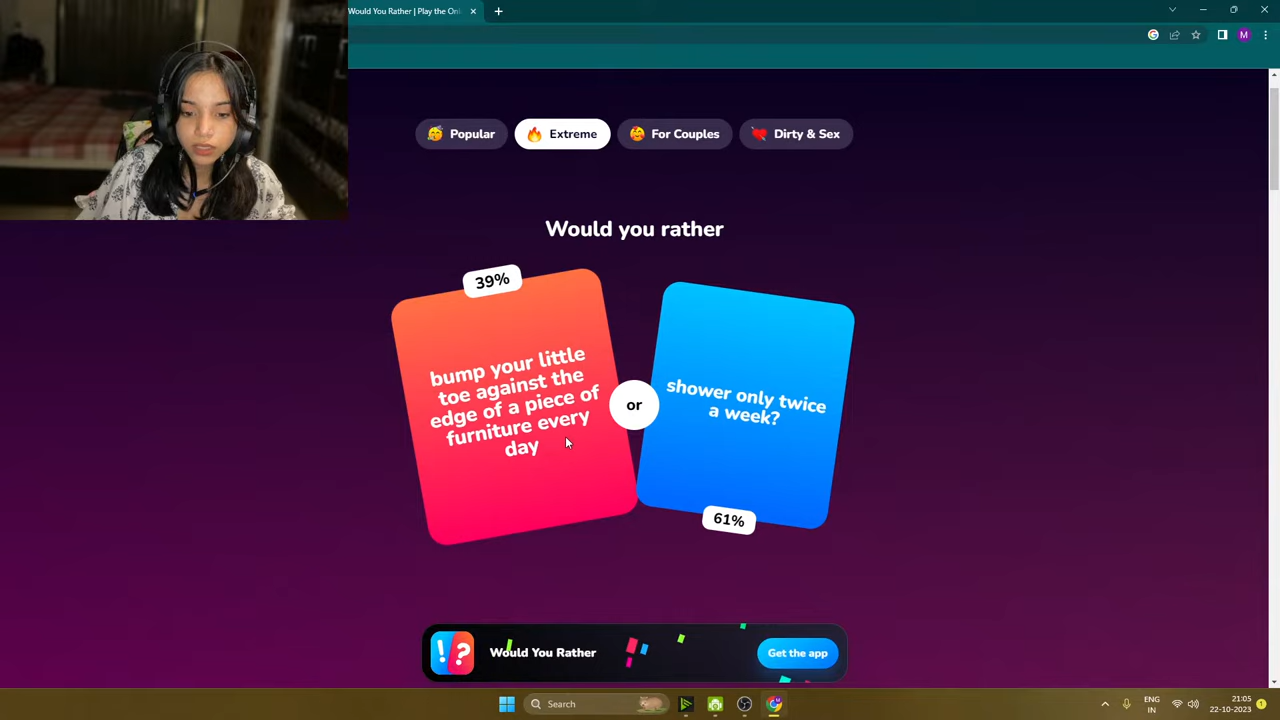 Would You Rather | Play the Onl
M
Popular
Extreme
For Couples
Dirty & Sex
Would you rather
39%
bump your little
toe against the
edge of a piece of
furniture every
day
or
shower only twice
a week?
61%
Would You Rather
Get the app
Search
ENG
IN
21:05
22-10-2023